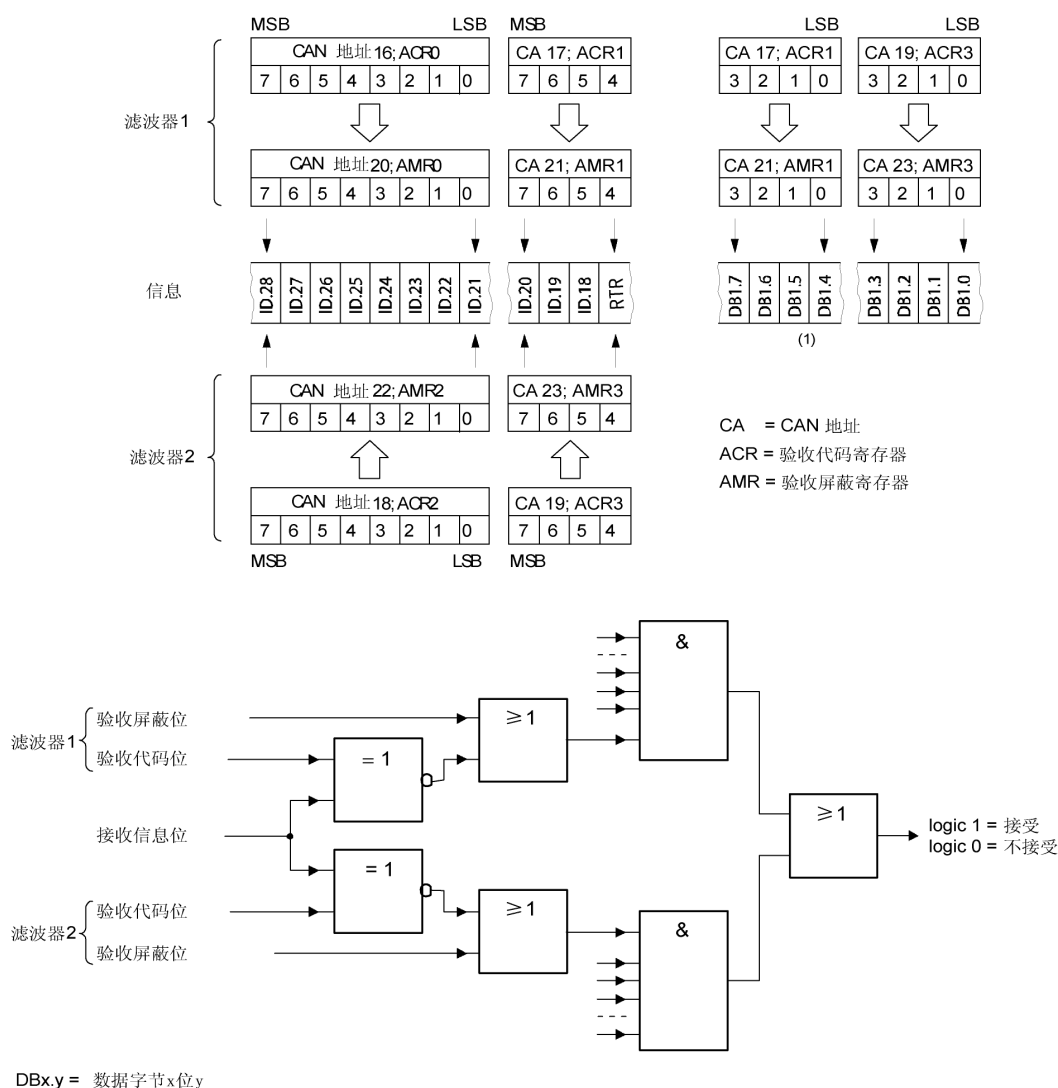 MSB LSB MSB LSB LSB
CAN 地址16;ACR0 CA 17; ACR1 CA 17; ACR1 CA 19; ACR3
7 6 5 4 3 2 1 0 7 6 5 4 3 2 1 0 3 2 1 0
滤波器1
CAN 地址20;AMR0 CA 21; AMR1 CA 21; AMR1 CA 23; AMR3
7 6 5 4 3 2 1 0 7 6 5 4 3 2 1 0 3 2 1 0
信息 ID.28 ID.27 ID.26 ID.25 ID.24 ID.23 ID.22 ID.21 ID.20 ID.19 ID.18 RTR DB1.7 DB1.6 DB1.5 DB1.4 DB1.3 DB1.2 DB1.1 DB1.0
(1)
CAN 地址22;AMR2 CA 23; AMR3
7 6 5 4 3 2 1 0 7 6 5 4
滤波器2
CAN 地址18;ACR2 CA 19; ACR3
7 6 5 4 3 2 1 0 7 6 5 4
MSB LSB MSB
CA = CAN 地址
ACR = 验收代码寄存器
AMR = 验收屏蔽寄存器
&
滤波器1
验收屏蔽位
≥1
验收代码位
= 1
接收信息位
≥1
logic 1 = 接受
logic 0 = 不接受
= 1
滤波器2
验收代码位
≥1
&
验收屏蔽位
DBx.y = 数据字节x位y